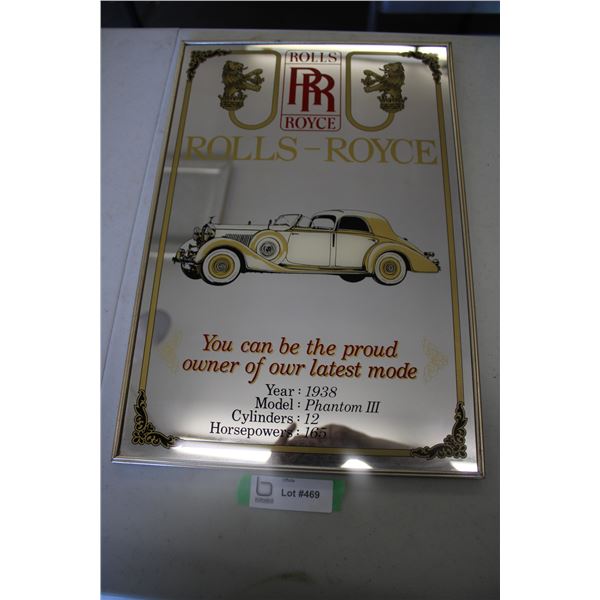 ROLLS
RR
ROYCE
ROLLS-ROYCE
You can be the proud
owner of owr latest mode
Year: 1938
Model: Phantom III
Cylinders: 12
Horsepowers: 165
Lot #469